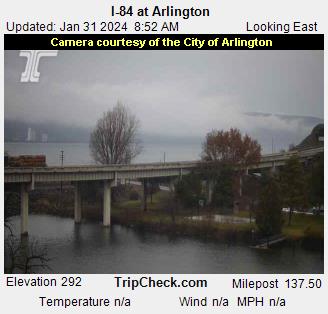 I-84 at Arlington
Updated: Jan 31 2024 8:52 AM Looking East
Camera courtesy of the City of Arlington
Elevation 292 TripCheck.com Milepost 137.50
Temperature n/a Wind n/a MPH n/a